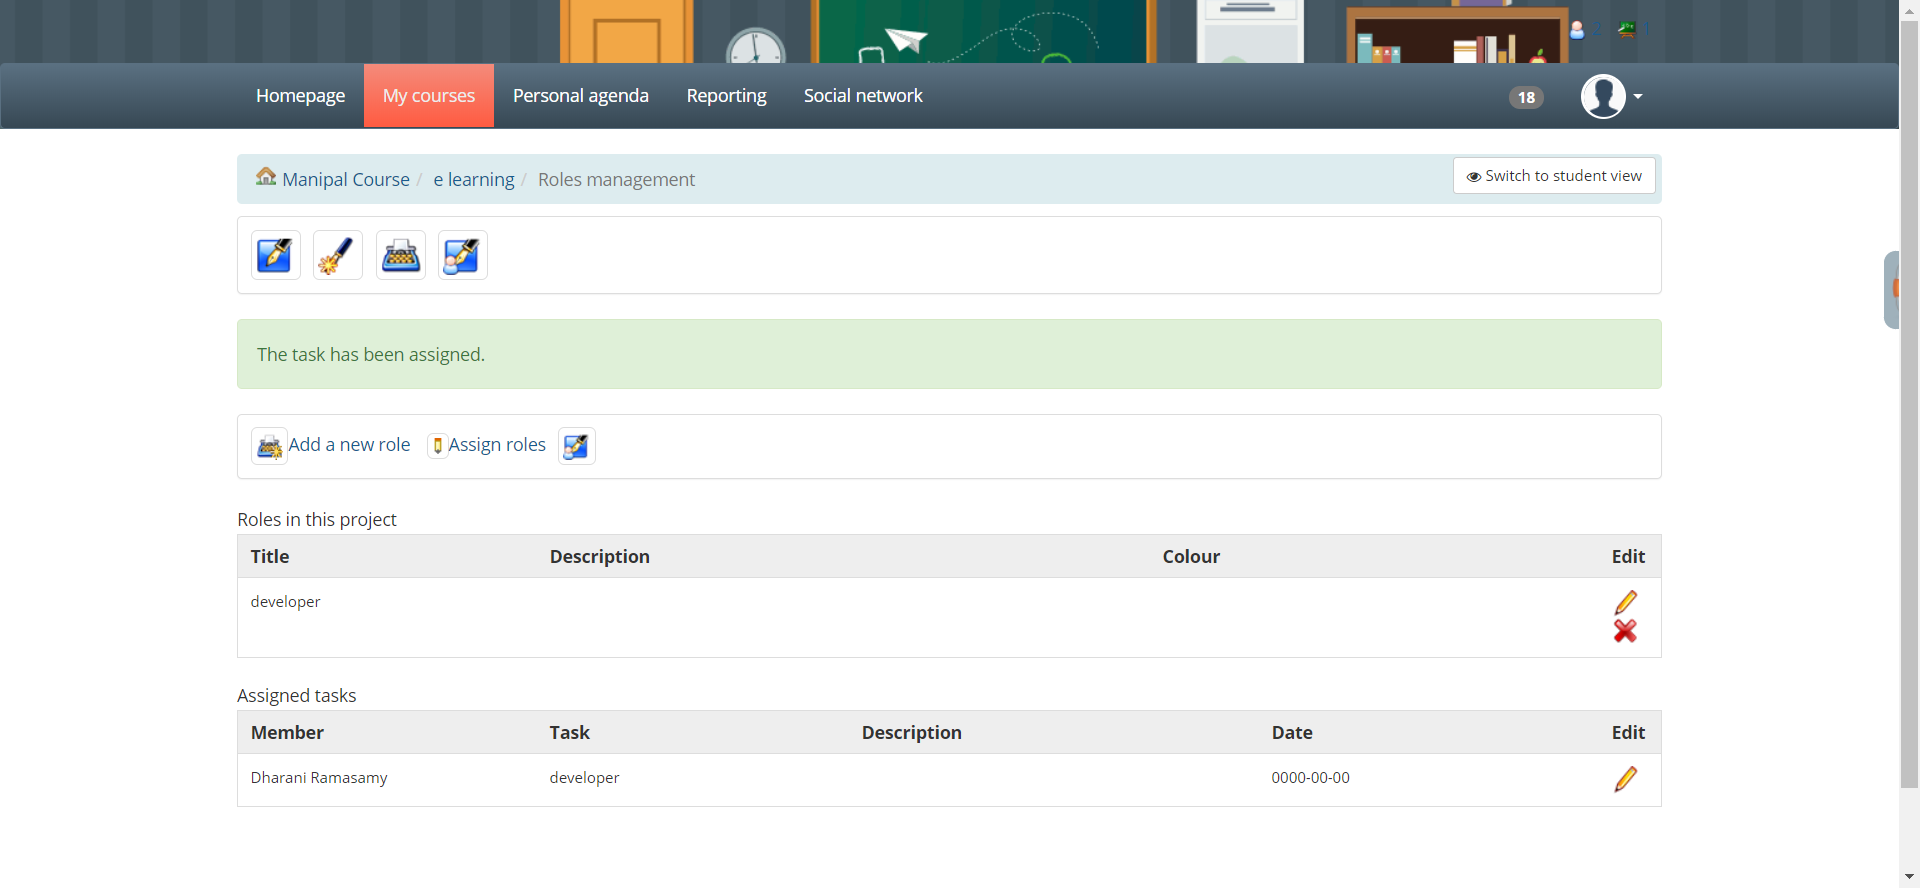 2 1
Homepage My courses Personal agenda Reporting Social network 18
Manipal Course / e learning / Roles management Switch to student view
The task has been assigned.
Add a new role Assign roles
Roles in this project
Title Description Colour Edit
developer
Assigned tasks
Member Task Description Date Edit
Dharani Ramasamy developer 0000-00-00